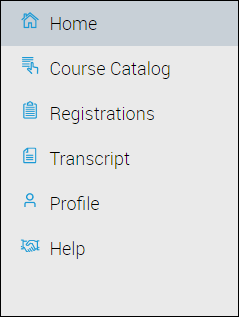 Home
Course Catalog
Registrations
Transcript
Profile
Help